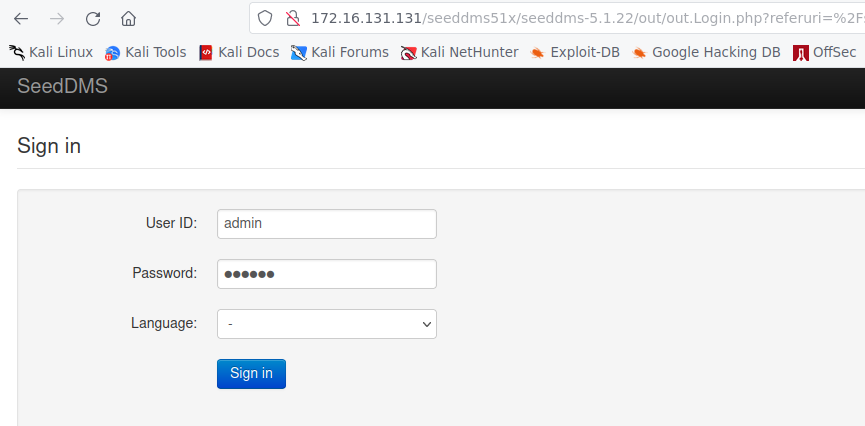 172.16.131.131/seeddms51x/seeddms-5.1.22/out/out.Login.php?referuri=%2F
Kali Linux Kali Tools Kali Docs Kali Forums Kali NetHunter Exploit-DB Google Hacking DB OffSec
SeedDMS
Sign in
User ID: admin
Password: ●●●●●●
Language: -
Sign in